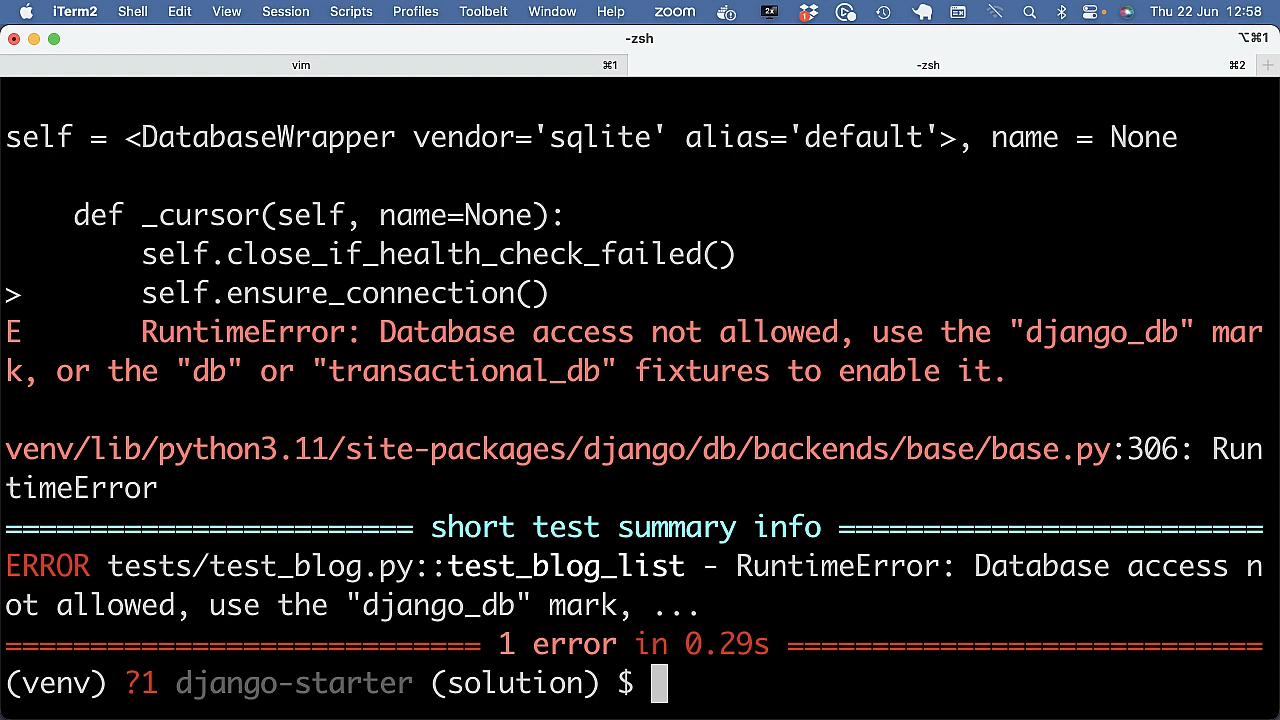 iTerm2 Shell Edit View Session Scripts Profiles Toolbelt Window Help zoom 2x 1 Thu 22 Jun 12:58
-zsh ⌥⌘1
vim ⌘1 -zsh ⌘2 +
self = <DatabaseWrapper vendor='sqlite' alias='default'>, name = None
def _cursor(self, name=None):
self.close_if_health_check_failed()
> self.ensure_connection()
E RuntimeError: Database access not allowed, use the "django_db" mar
k, or the "db" or "transactional_db" fixtures to enable it.
venv/lib/python3.11/site-packages/django/db/backends/base/base.py:306: Run
timeError
======================== short test summary info =========================
ERROR tests/test_blog.py::test_blog_list - RuntimeError: Database access n
ot allowed, use the "django_db" mark, ...
============================ 1 error in 0.29s ============================
(venv) ?1 django-starter (solution) $